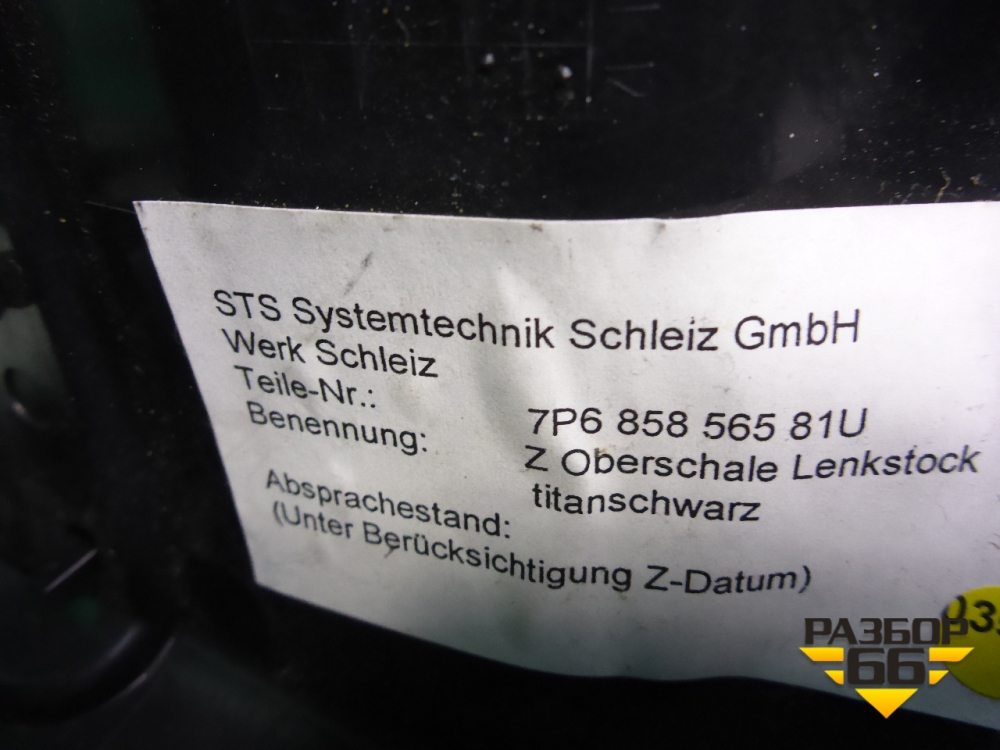 STS Systemtechnik Schleiz GmbH
Werk Schleiz
Teile-Nr.: 7P6 858 565 81U
Benennung: Z Oberschale Lenkstock
titanschwarz
Absprachestand:
(Unter Berücksichtigung Z-Datum)
РАЗБОР
66